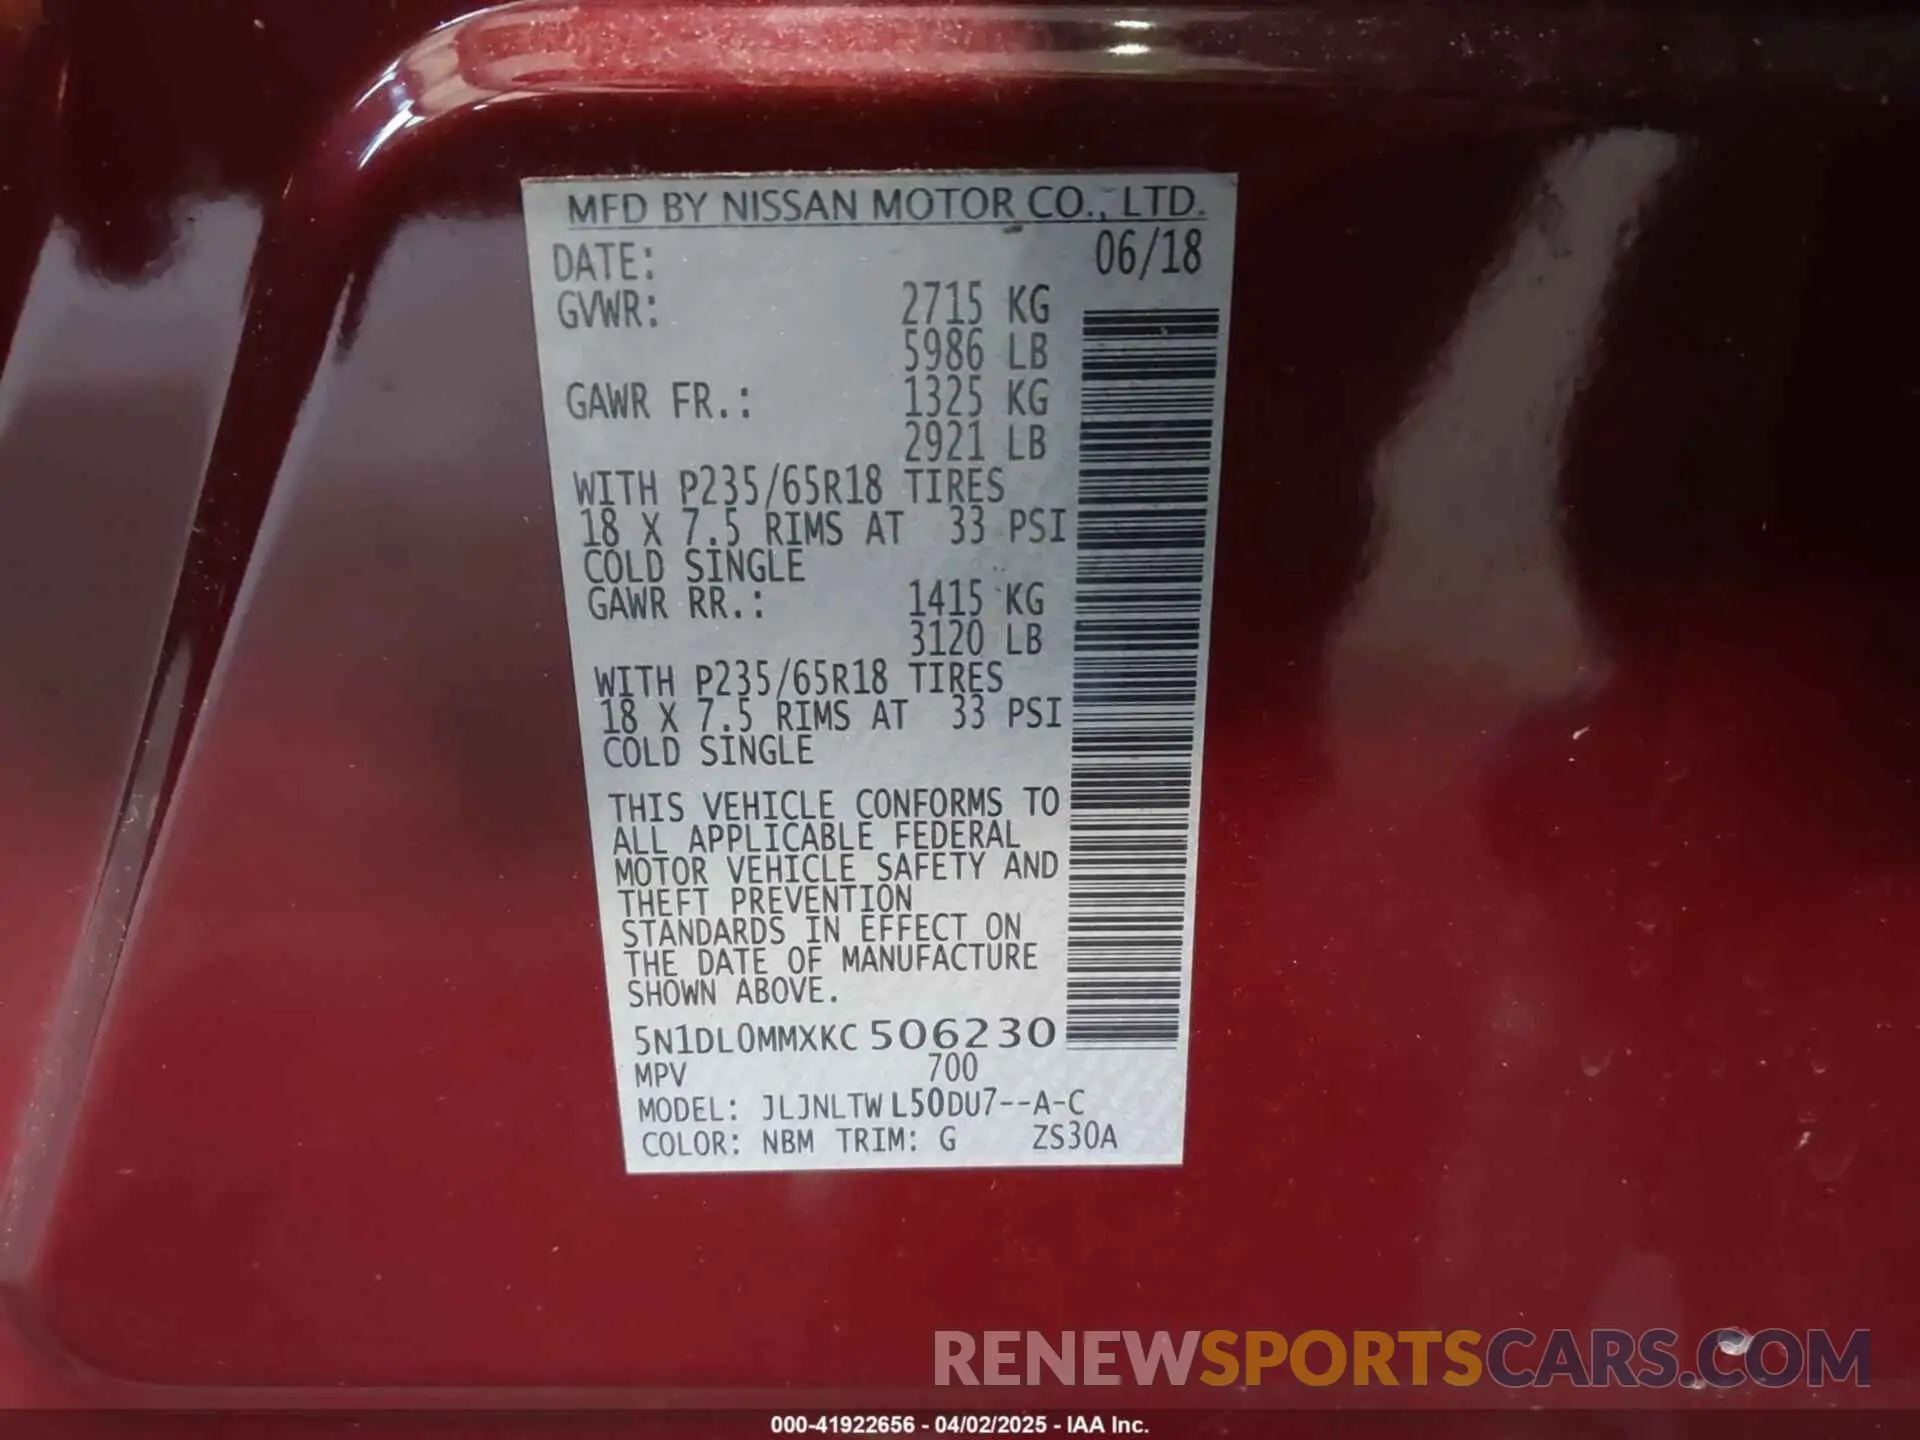 MFD BY NISSAN MOTOR CO., LTD.
DATE: 06/18
GVWR: 2715 KG
5986 LB
GAWR FR.: 1325 KG
2921 LB
WITH P235/65R18 TIRES
18 X 7.5 RIMS AT 33 PSI
COLD SINGLE
GAWR RR.: 1415 KG
3120 LB
WITH P235/65R18 TIRES
18 X 7.5 RIMS AT 33 PSI
COLD SINGLE
THIS VEHICLE CONFORMS TO
ALL APPLICABLE FEDERAL
MOTOR VEHICLE SAFETY AND
THEFT PREVENTION
STANDARDS IN EFFECT ON
THE DATE OF MANUFACTURE
SHOWN ABOVE.
5N1DL0MMXKC 506230
MPV 700
MODEL: JLJNLTW L50DU7--A-C
COLOR: NBM TRIM: G ZS30A
RENEWSPORTSCARS.COM
000-41922656 - 04/02/2025 - IAA Inc.